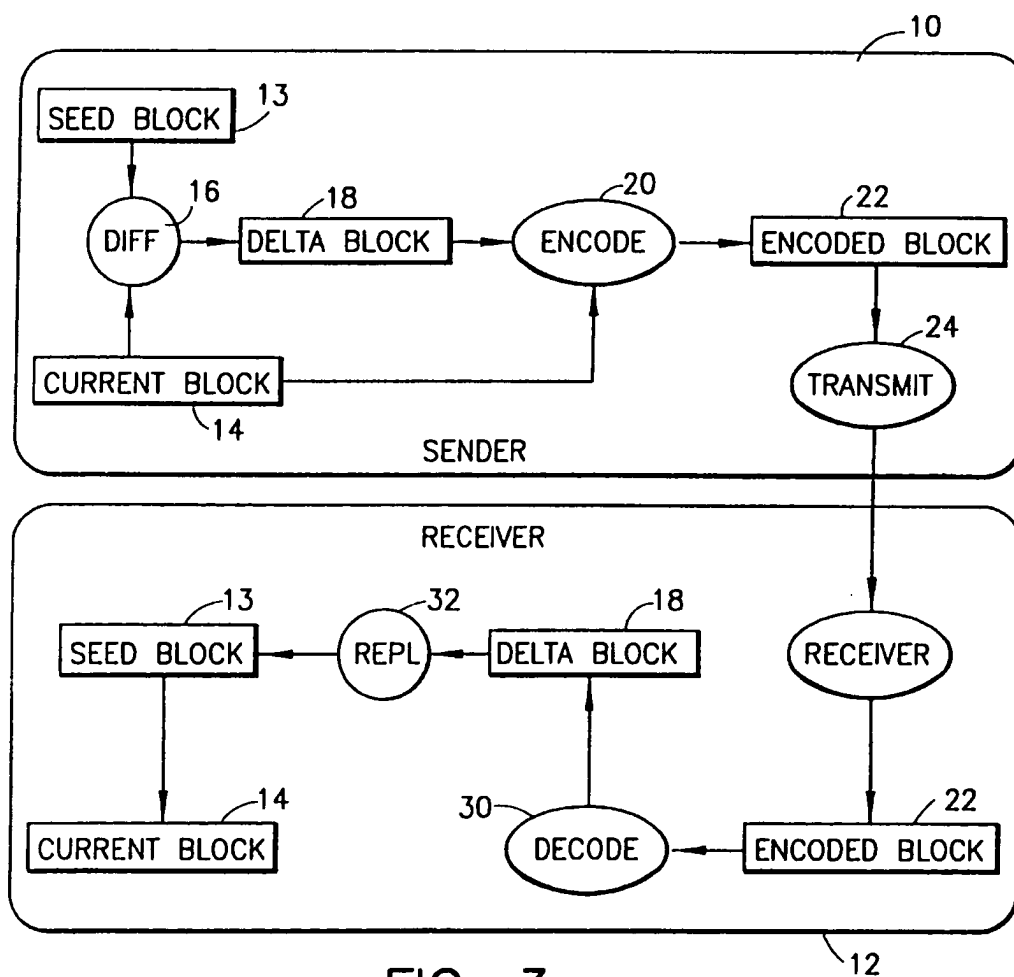 10
SEED BLOCK
13
16
DIFF
18
DELTA BLOCK
20
ENCODE
22
ENCODED BLOCK
24
TRANSMIT
CURRENT BLOCK
14
SENDER
RECEIVER
13
SEED BLOCK
32
REPL
18
DELTA BLOCK
RECEIVER
14
CURRENT BLOCK
30
DECODE
22
ENCODED BLOCK
12